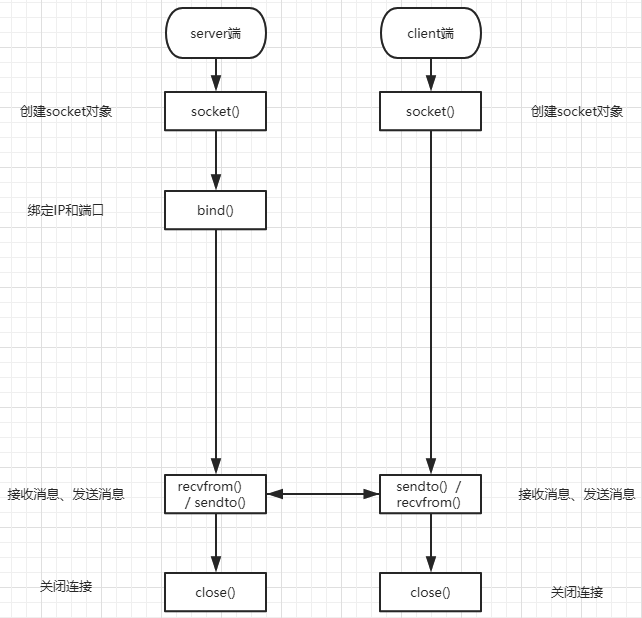 server端
client端
创建socket对象
socket()
socket()
创建socket对象
绑定IP和端口
bind()
接收消息、发送消息
recvfrom()
/ sendto()
sendto() /
recvfrom()
接收消息、发送消息
关闭连接
close()
close()
关闭连接